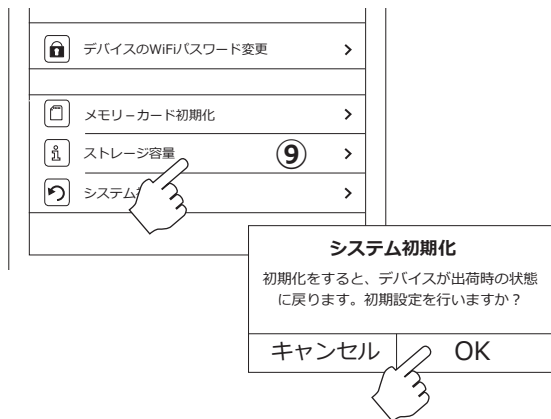 デバイスのWiFiパスワード変更
メモリ−カード初期化
ストレージ容量 ⑨
システム
システム初期化
初期化をすると、デバイスが出荷時の状態
に戻ります。初期設定を行いますか？
キャンセル OK